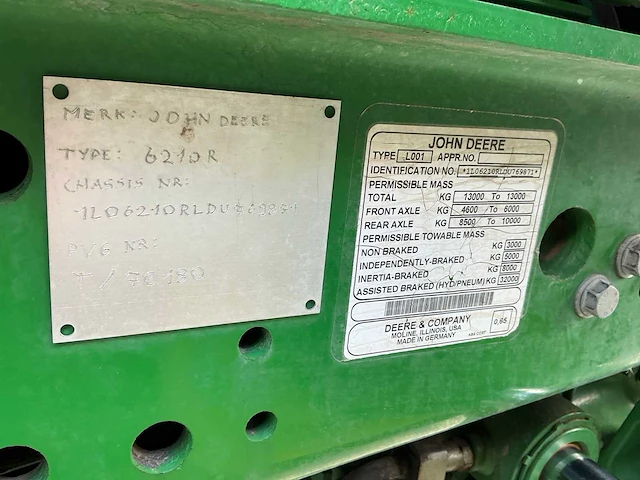 MERK: JOHN DEERE
TYPE: 6210R
CHASSIS NR:
PVG NR:
JOHN DEERE
TYPE L001 APPR.NO.
IDENTIFICATION NO. *1L06210RLDU769871*
PERMISSIBLE MASS
TOTAL KG 13000 To 13000
FRONT AXLE KG 4600 To 6000
REAR AXLE KG 8500 To 10000
PERMISSIBLE TOWABLE MASS
NON BRAKED KG 3000
INDEPENDENTLY-BRAKED KG 5000
INERTIA-BRAKED KG 8000
ASSISTED BRAKED (HYD/PNEUM) KG 32000
DEERE & COMPANY
MOLINE, ILLINOIS, USA
MADE IN GERMANY
0,65